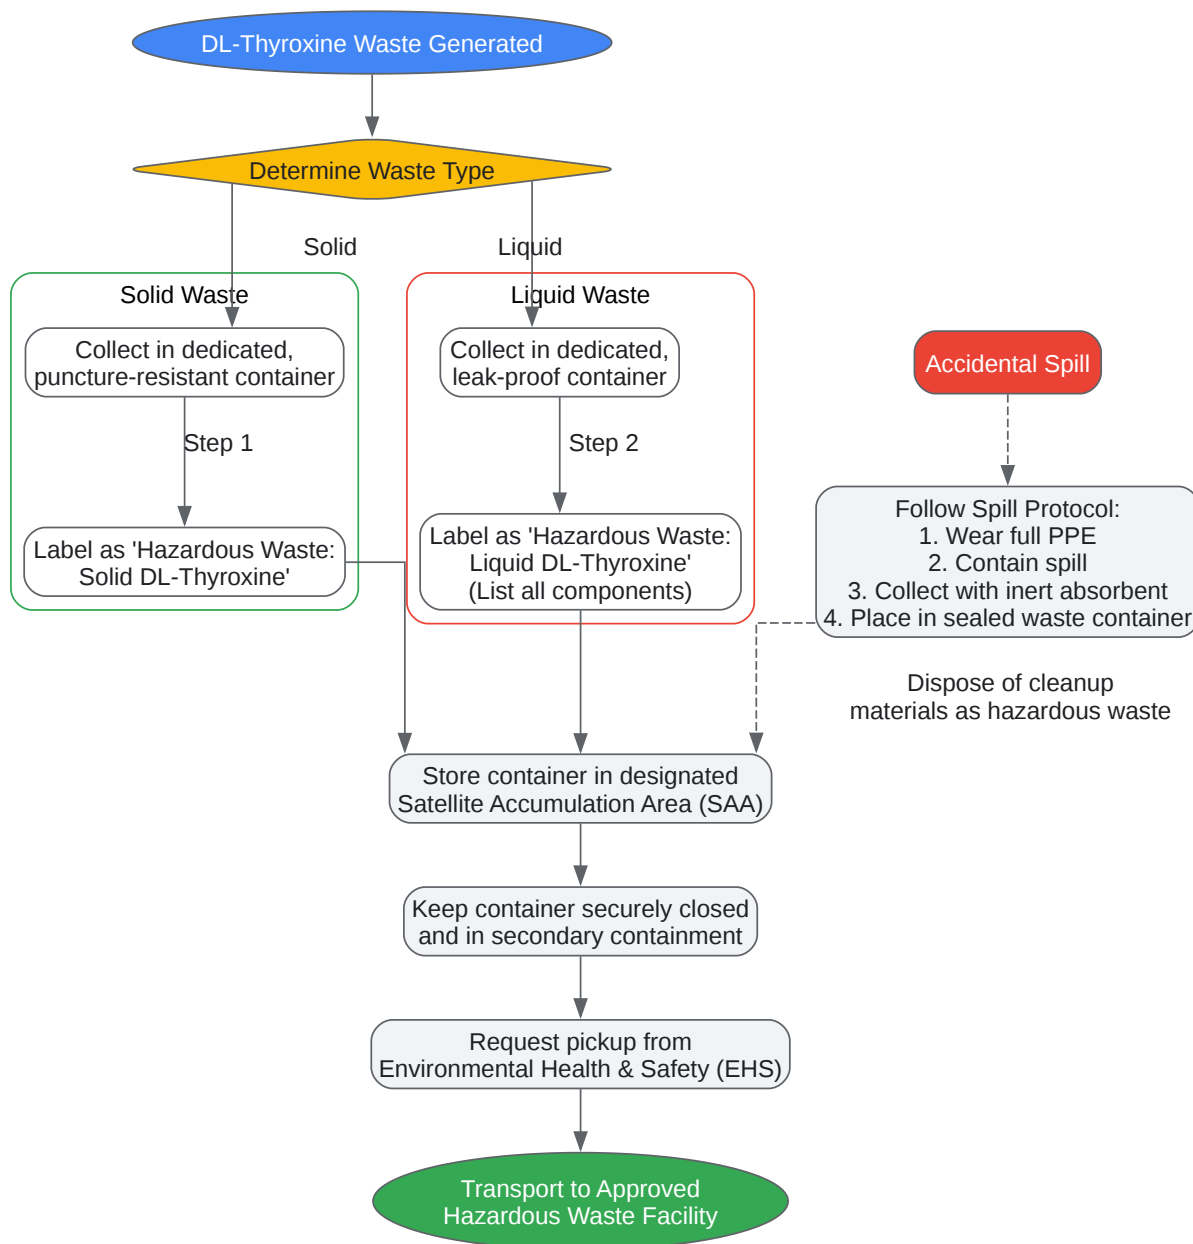 DL-Thyroxine Waste Generated
Determine Waste Type
Solid
Liquid
Solid Waste
Liquid Waste
Collect in dedicated,
puncture-resistant container
Collect in dedicated,
leak-proof container
Accidental Spill
Step 1
Step 2
Label as 'Hazardous Waste:
Solid DL-Thyroxine'
Label as 'Hazardous Waste:
Liquid DL-Thyroxine'
(List all components)
Follow Spill Protocol:
1. Wear full PPE
2. Contain spill
3. Collect with inert absorbent
4. Place in sealed waste container
Dispose of cleanup
materials as hazardous waste
Store container in designated
Satellite Accumulation Area (SAA)
Keep container securely closed
and in secondary containment
Request pickup from
Environmental Health & Safety (EHS)
Transport to Approved
Hazardous Waste Facility